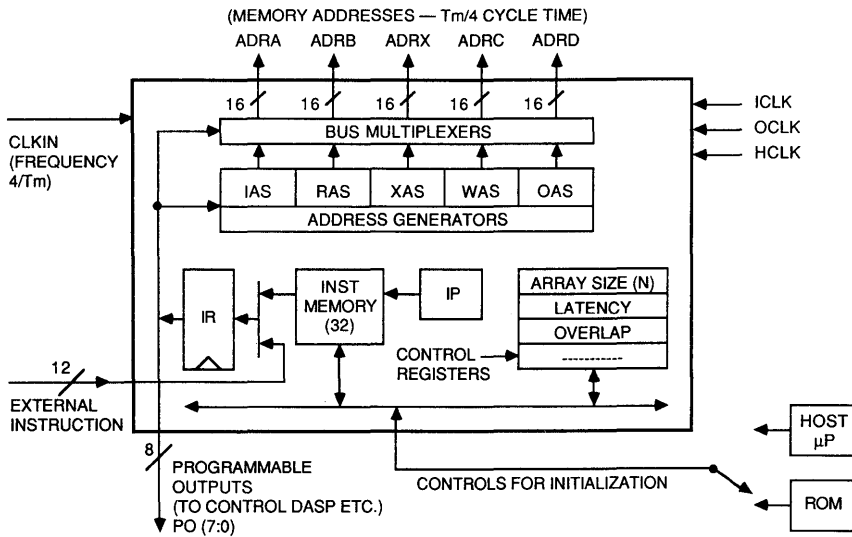 (MEMORY ADDRESSES — Tm/4 CYCLE TIME)
ADRA ADRB ADRX ADRC ADRD
16 16 16 16 16
BUS MULTIPLEXERS
ICLK
OCLK
HCLK
CLKIN
(FREQUENCY
4/Tm)
IAS RAS XAS WAS OAS
ADDRESS GENERATORS
IR
INST
MEMORY
(32)
IP
ARRAY SIZE (N)
LATENCY
OVERLAP
-----------
CONTROL
REGISTERS
12
EXTERNAL
INSTRUCTION
8
PROGRAMMABLE
OUTPUTS
(TO CONTROL DASP ETC.)
PO (7:0)
CONTROLS FOR INITIALIZATION
HOST
μP
ROM